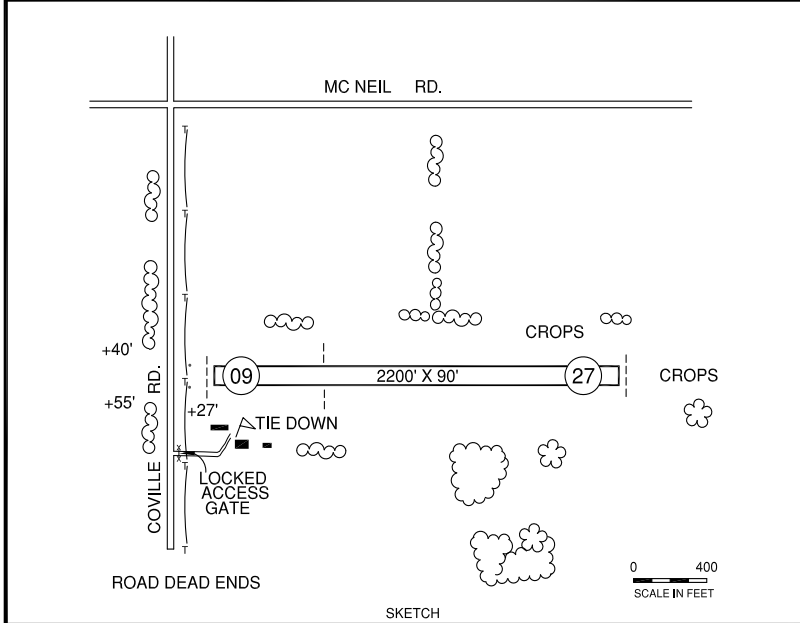 MC NEIL RD.
+40'
+55'
COVILLE RD.
CROPS
09
2200' X 90'
27
CROPS
+27'
TIE DOWN
LOCKED
ACCESS
GATE
ROAD DEAD ENDS
0 400
SCALE IN FEET
SKETCH
T
T
T
T
T
T
x
x